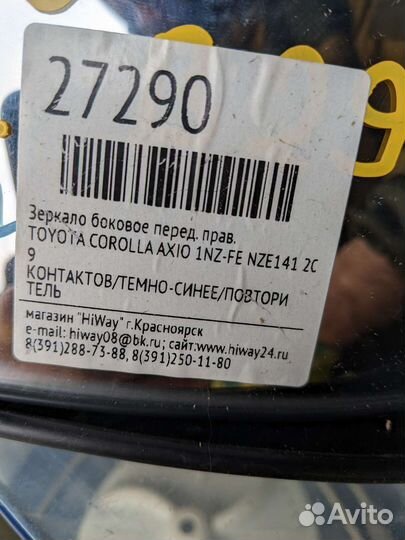 27290
Зеркало боковое перед. прав.
TOYOTA COROLLA AXIO 1NZ-FE NZE141 2C
9
КОНТАКТОВ/ТЕМНО-СИНЕЕ/ПОВТОРИ
ТЕЛЬ
магазин "HiWay" г.Красноярск
e-mail: hiway08@bk.ru; сайт:www.hiway24.ru
8(391)288-73-88, 8(391)250-11-80
Avito